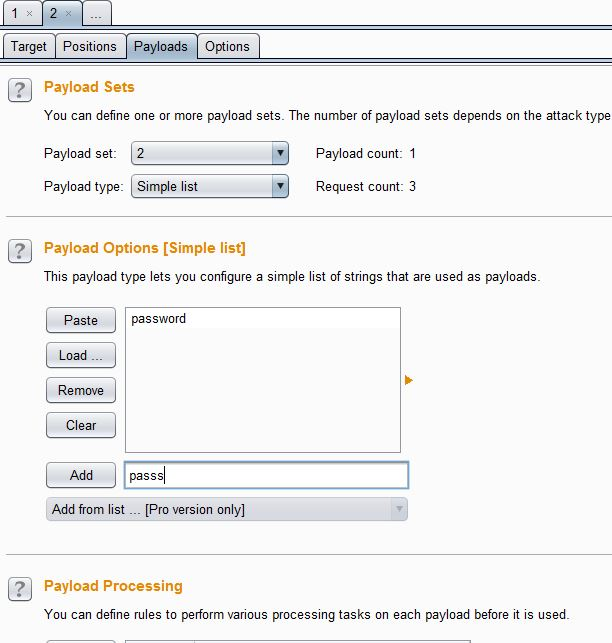 1 × 2 × ...
Target Positions Payloads Options
? Payload Sets
You can define one or more payload sets. The number of payload sets depends on the attack type
Payload set: 2 Payload count: 1
Payload type: Simple list Request count: 3
? Payload Options [Simple list]
This payload type lets you configure a simple list of strings that are used as payloads.
Paste password
Load ...
Remove
Clear
Add passs
Add from list ... [Pro version only]
? Payload Processing
You can define rules to perform various processing tasks on each payload before it is used.